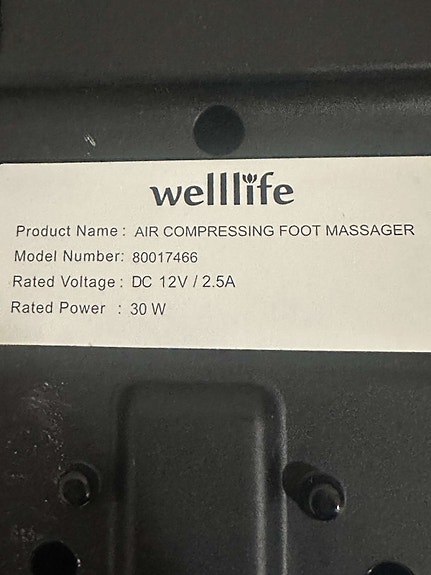 welllife
Product Name : AIR COMPRESSING FOOT MASSAGER
Model Number: 80017466
Rated Voltage : DC 12V / 2.5A
Rated Power : 30 W